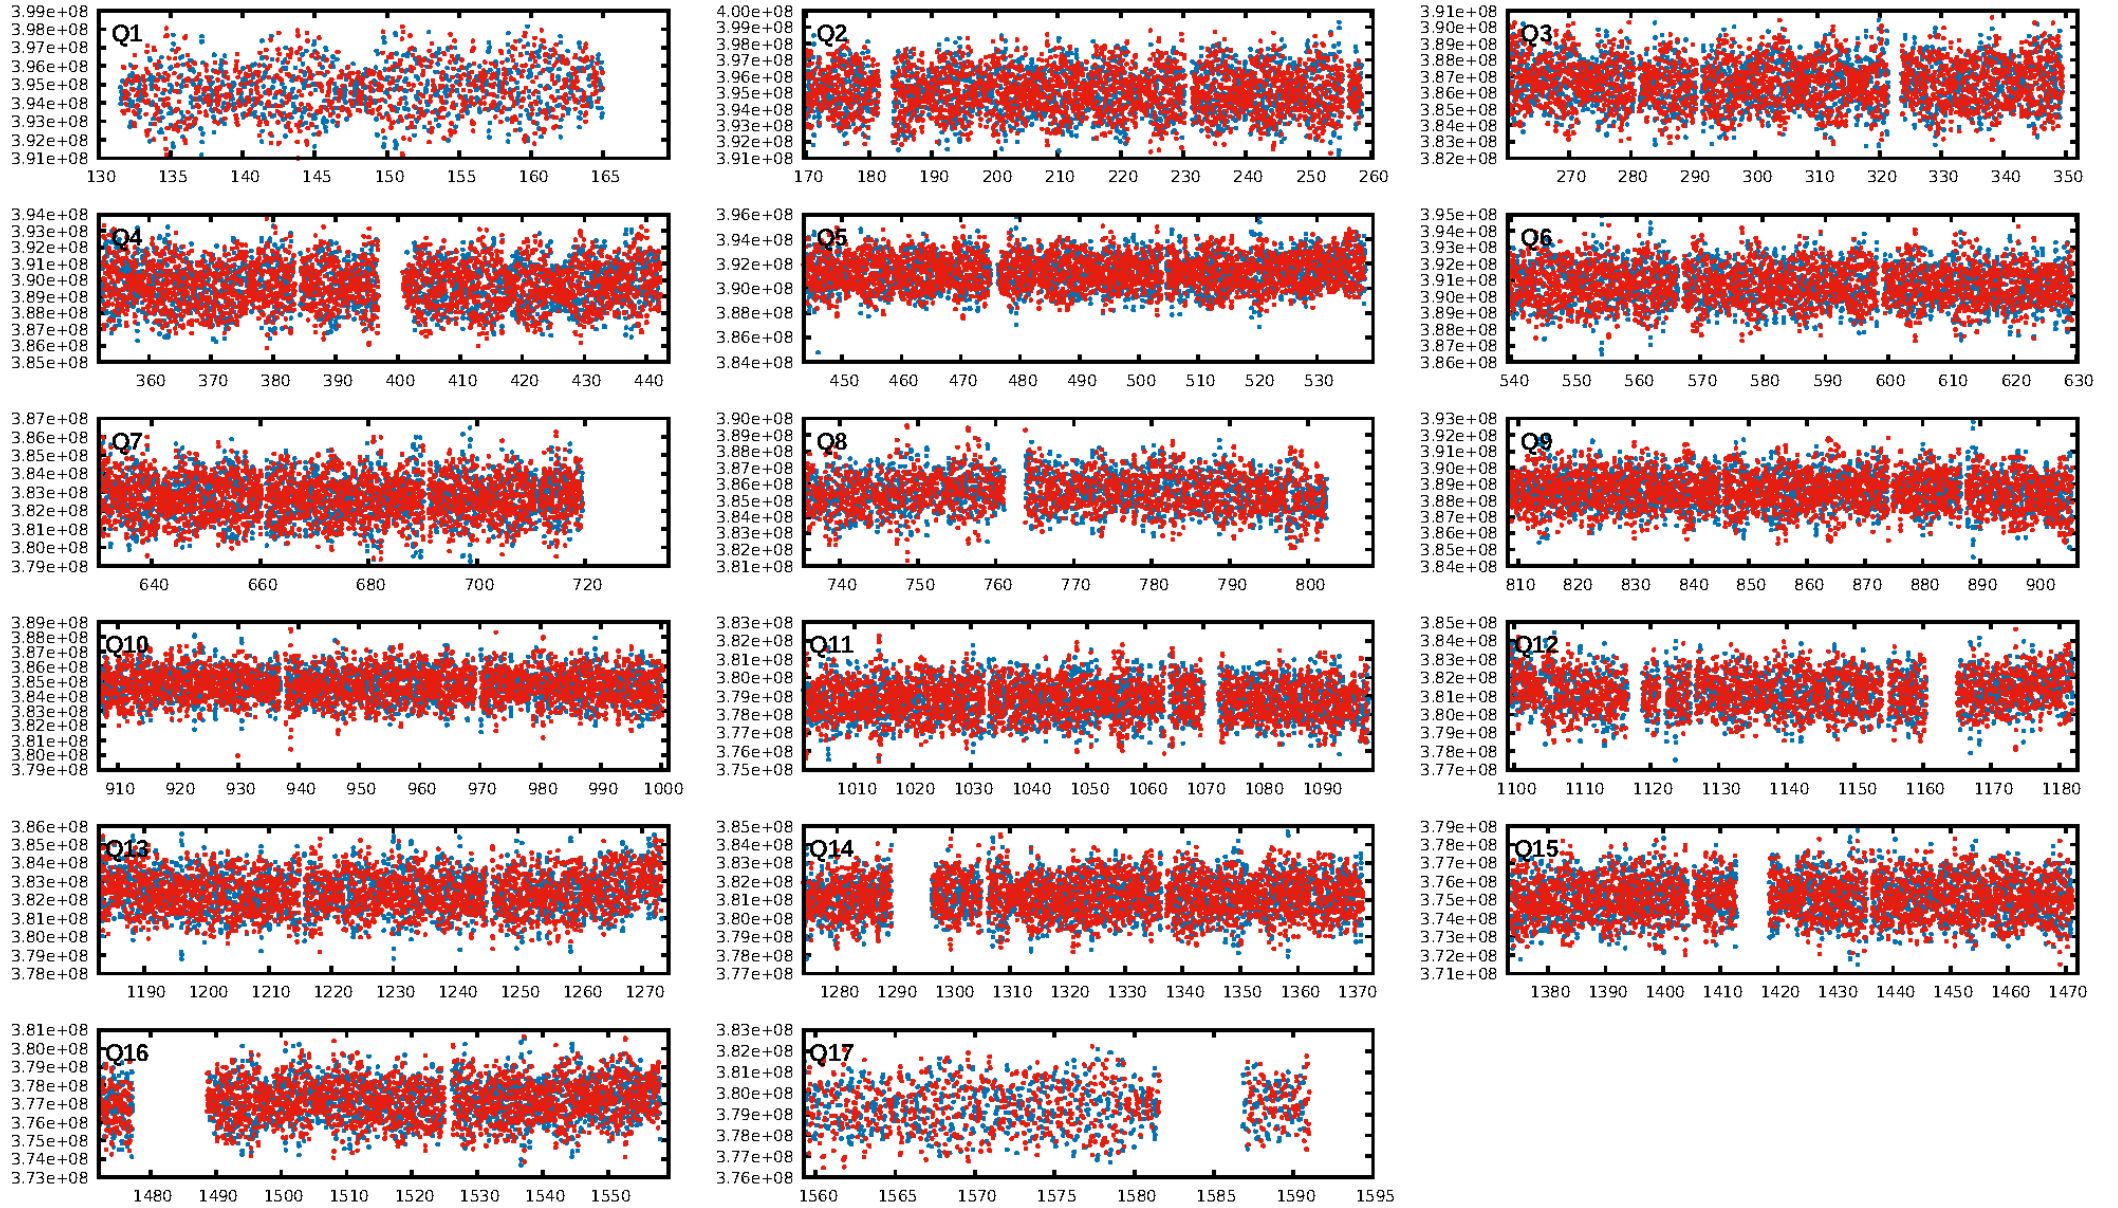 3.99e+08
3.98e+08
3.97e+08
3.96e+08
3.95e+08
3.94e+08
3.93e+08
3.92e+08
3.91e+08
Q1
130 135 140 145 150 155 160 165
4.00e+08
3.99e+08
3.98e+08
3.97e+08
3.96e+08
3.95e+08
3.94e+08
3.93e+08
3.92e+08
3.91e+08
Q2
170 180 190 200 210 220 230 240 250 260
3.91e+08
3.90e+08
3.89e+08
3.88e+08
3.87e+08
3.86e+08
3.85e+08
3.84e+08
3.83e+08
3.82e+08
Q3
270 280 290 300 310 320 330 340 350
3.94e+08
3.93e+08
3.92e+08
3.91e+08
3.90e+08
3.89e+08
3.88e+08
3.87e+08
3.86e+08
3.85e+08
Q4
360 370 380 390 400 410 420 430 440
3.96e+08
3.94e+08
3.92e+08
3.90e+08
3.88e+08
3.86e+08
3.84e+08
Q5
450 460 470 480 490 500 510 520 530
3.95e+08
3.94e+08
3.93e+08
3.92e+08
3.91e+08
3.90e+08
3.89e+08
3.88e+08
3.87e+08
3.86e+08
Q6
540 550 560 570 580 590 600 610 620 630
3.87e+08
3.86e+08
3.85e+08
3.84e+08
3.83e+08
3.82e+08
3.81e+08
3.80e+08
3.79e+08
Q7
640 660 680 700 720
3.90e+08
3.89e+08
3.88e+08
3.87e+08
3.86e+08
3.85e+08
3.84e+08
3.83e+08
3.82e+08
3.81e+08
Q8
740 750 760 770 780 790 800
3.93e+08
3.92e+08
3.91e+08
3.90e+08
3.89e+08
3.88e+08
3.87e+08
3.86e+08
3.85e+08
3.84e+08
Q9
810 820 830 840 850 860 870 880 890 900
3.89e+08
3.88e+08
3.87e+08
3.86e+08
3.85e+08
3.84e+08
3.83e+08
3.82e+08
3.81e+08
3.80e+08
3.79e+08
Q10
910 920 930 940 950 960 970 980 990 1000
3.83e+08
3.82e+08
3.81e+08
3.80e+08
3.79e+08
3.78e+08
3.77e+08
3.76e+08
3.75e+08
Q11
1010 1020 1030 1040 1050 1060 1070 1080 1090
3.85e+08
3.84e+08
3.83e+08
3.82e+08
3.81e+08
3.80e+08
3.79e+08
3.78e+08
3.77e+08
Q12
1100 1110 1120 1130 1140 1150 1160 1170 1180
3.86e+08
3.85e+08
3.84e+08
3.83e+08
3.82e+08
3.81e+08
3.80e+08
3.79e+08
3.78e+08
Q13
1190 1200 1210 1220 1230 1240 1250 1260 1270
3.85e+08
3.84e+08
3.83e+08
3.82e+08
3.81e+08
3.80e+08
3.79e+08
3.78e+08
3.77e+08
Q14
1280 1290 1300 1310 1320 1330 1340 1350 1360 1370
3.79e+08
3.78e+08
3.77e+08
3.76e+08
3.75e+08
3.74e+08
3.73e+08
3.72e+08
3.71e+08
Q15
1380 1390 1400 1410 1420 1430 1440 1450 1460 1470
3.81e+08
3.80e+08
3.79e+08
3.78e+08
3.77e+08
3.76e+08
3.75e+08
3.74e+08
3.73e+08
Q16
1480 1490 1500 1510 1520 1530 1540 1550
3.83e+08
3.82e+08
3.81e+08
3.80e+08
3.79e+08
3.78e+08
3.77e+08
3.76e+08
Q17
1560 1565 1570 1575 1580 1585 1590 1595